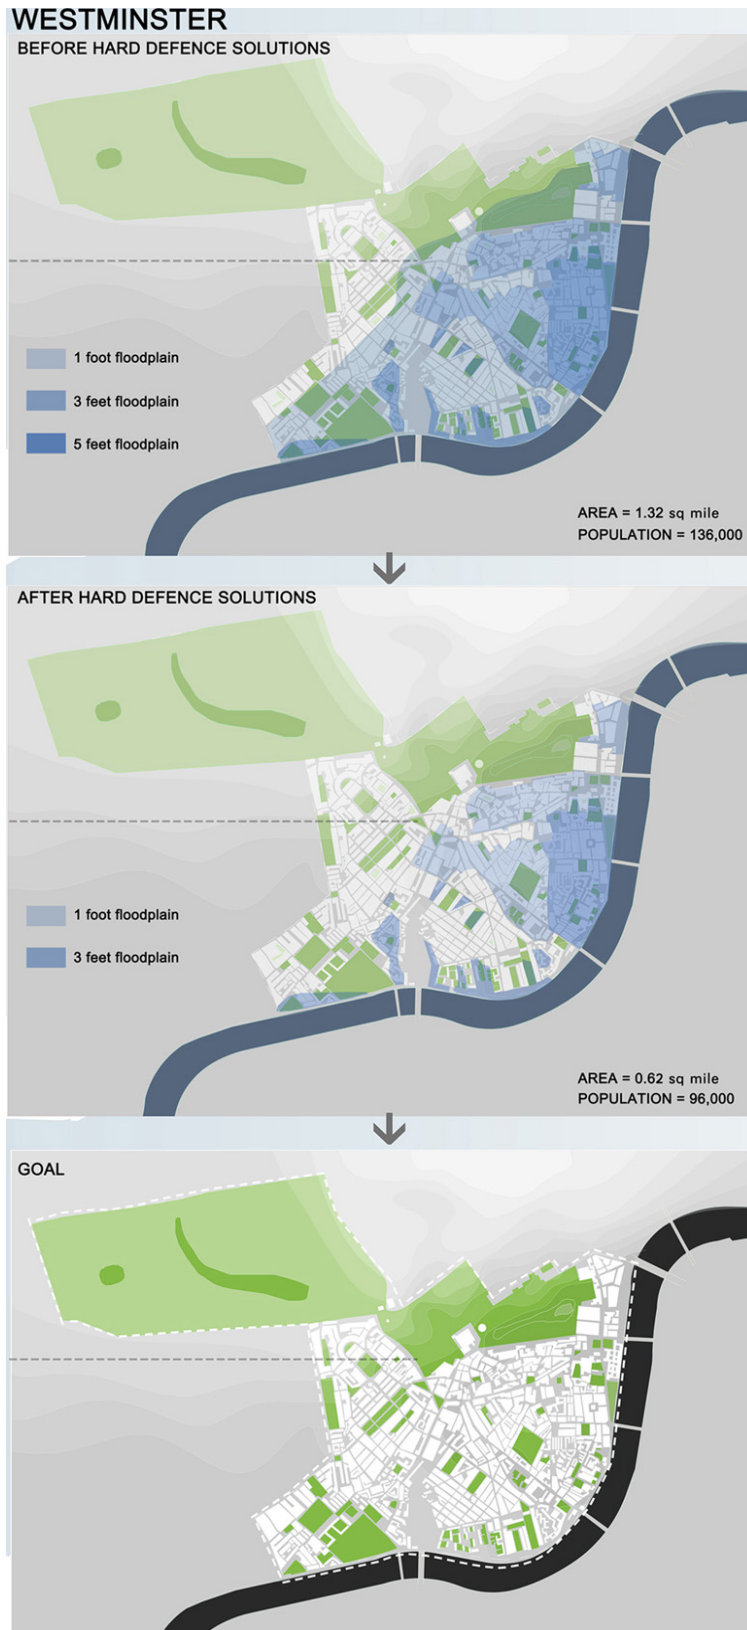 WESTMINSTER
BEFORE HARD DEFENCE SOLUTIONS
1 foot floodplain
3 feet floodplain
5 feet floodplain
AREA = 1.32 sq mile
POPULATION = 136,000
AFTER HARD DEFENCE SOLUTIONS
1 foot floodplain
3 feet floodplain
AREA = 0.62 sq mile
POPULATION = 96,000
GOAL